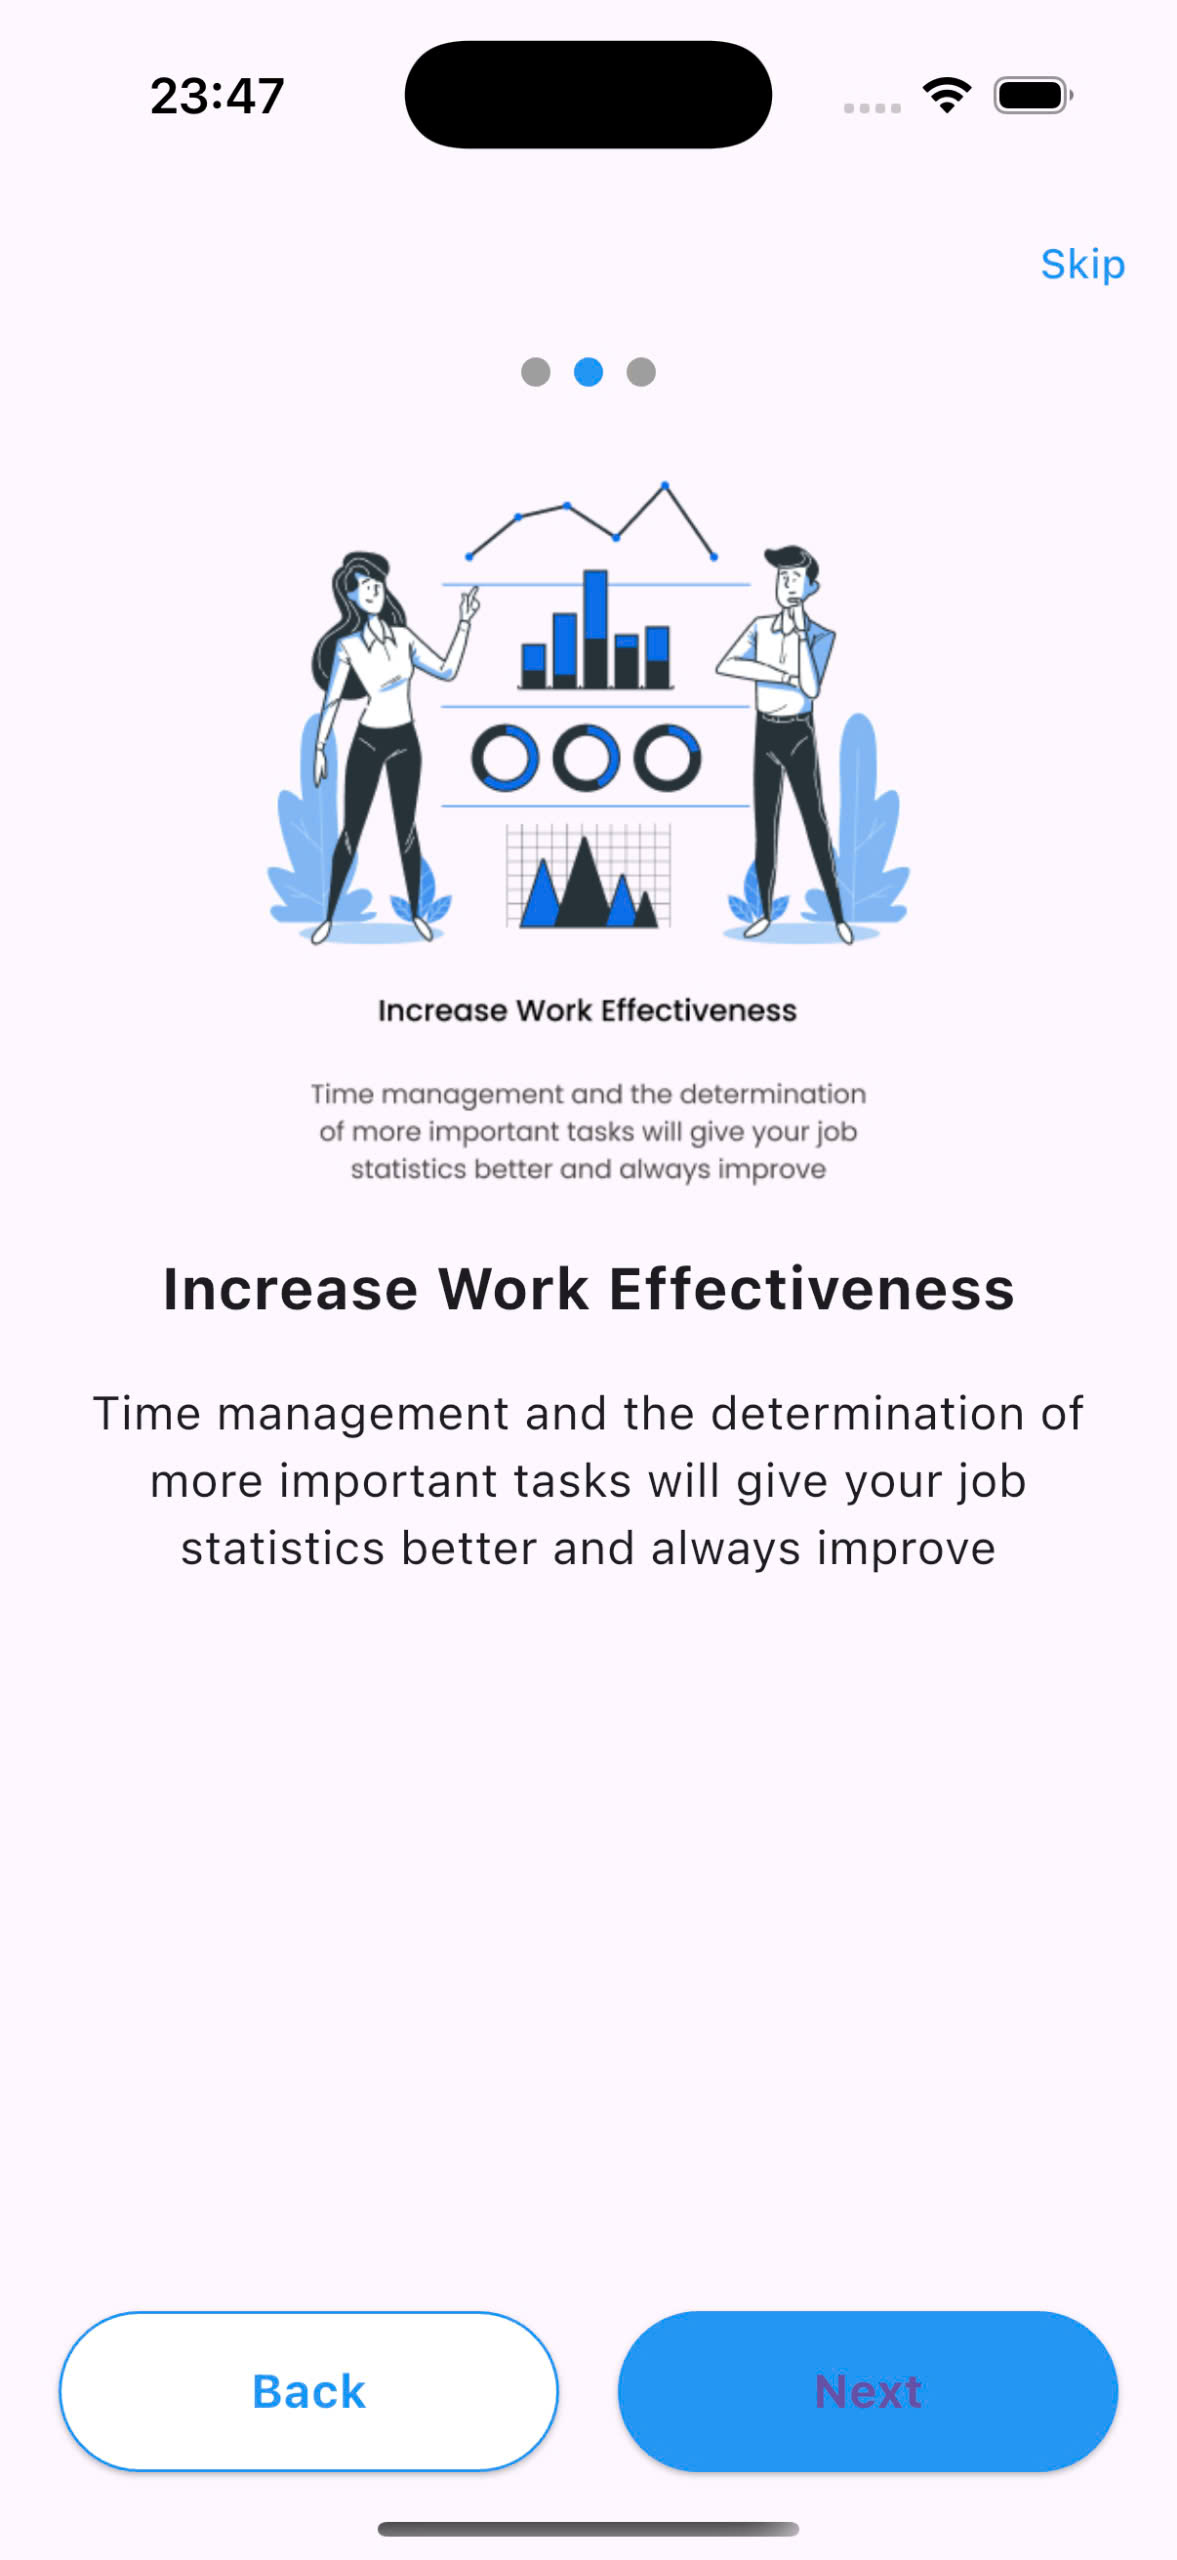 23:47
Skip
Increase Work Effectiveness
Time management and the determination
of more important tasks will give your job
statistics better and always improve
Increase Work Effectiveness
Time management and the determination of
more important tasks will give your job
statistics better and always improve
Back
Next